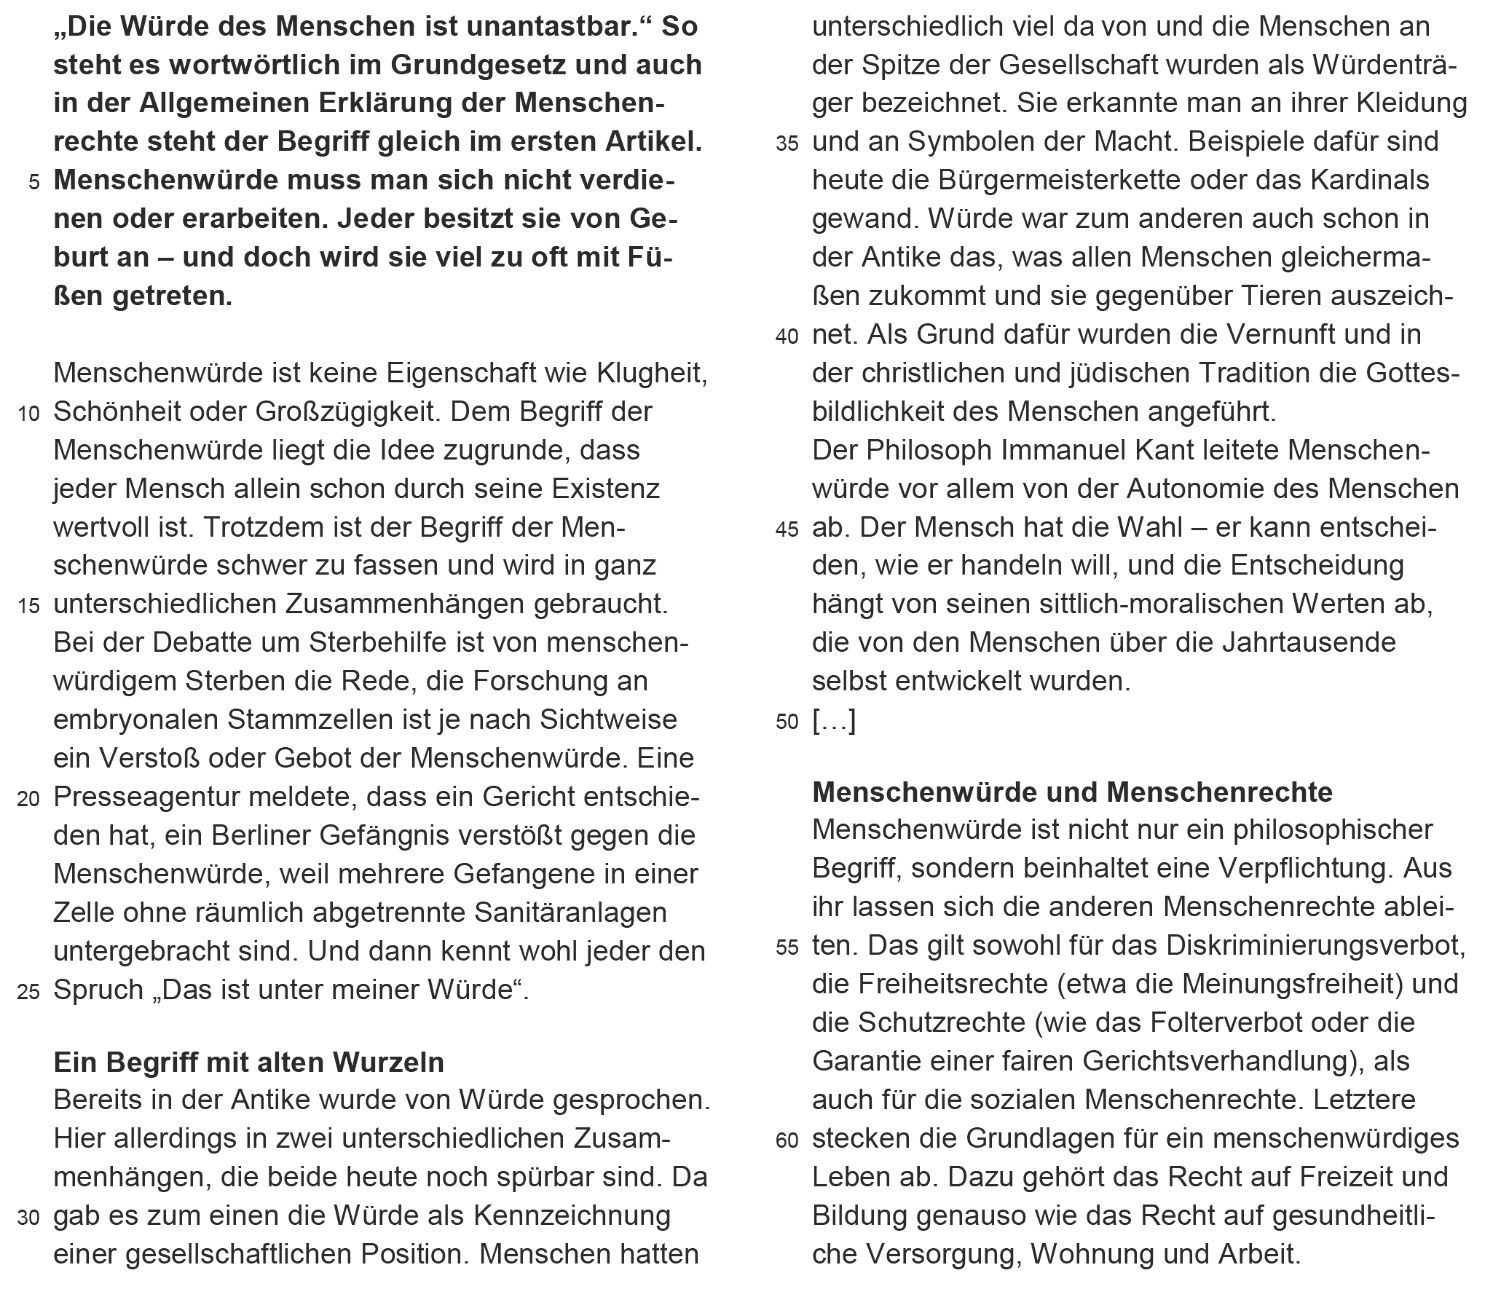 „Die Würde des Menschen ist unantastbar.“ So
steht es wortwörtlich im Grundgesetz und auch
in der Allgemeinen Erklärung der Menschen-
rechte steht der Begriff gleich im ersten Artikel.
5 Menschenwürde muss man sich nicht verdie-
nen oder erarbeiten. Jeder besitzt sie von Ge-
burt an – und doch wird sie viel zu oft mit Fü-
ßen getreten.
Menschenwürde ist keine Eigenschaft wie Klugheit,
10 Schönheit oder Großzügigkeit. Dem Begriff der
Menschenwürde liegt die Idee zugrunde, dass
jeder Mensch allein schon durch seine Existenz
wertvoll ist. Trotzdem ist der Begriff der Men-
schenwürde schwer zu fassen und wird in ganz
15 unterschiedlichen Zusammenhängen gebraucht.
Bei der Debatte um Sterbehilfe ist von menschen-
würdigem Sterben die Rede, die Forschung an
embryonalen Stammzellen ist je nach Sichtweise
ein Verstoß oder Gebot der Menschenwürde. Eine
20 Presseagentur meldete, dass ein Gericht entschie-
den hat, ein Berliner Gefängnis verstößt gegen die
Menschenwürde, weil mehrere Gefangene in einer
Zelle ohne räumlich abgetrennte Sanitäranlagen
untergebracht sind. Und dann kennt wohl jeder den
25 Spruch „Das ist unter meiner Würde“.
Ein Begriff mit alten Wurzeln
Bereits in der Antike wurde von Würde gesprochen.
Hier allerdings in zwei unterschiedlichen Zusam-
menhängen, die beide heute noch spürbar sind. Da
30 gab es zum einen die Würde als Kennzeichnung
einer gesellschaftlichen Position. Menschen hatten
unterschiedlich viel da von und die Menschen an
der Spitze der Gesellschaft wurden als Würdenträ-
ger bezeichnet. Sie erkannte man an ihrer Kleidung
35 und an Symbolen der Macht. Beispiele dafür sind
heute die Bürgermeisterkette oder das Kardinals
gewand. Würde war zum anderen auch schon in
der Antike das, was allen Menschen gleicherma-
ßen zukommt und sie gegenüber Tieren auszeich-
40 net. Als Grund dafür wurden die Vernunft und in
der christlichen und jüdischen Tradition die Gottes-
bildlichkeit des Menschen angeführt.
Der Philosoph Immanuel Kant leitete Menschen-
würde vor allem von der Autonomie des Menschen
45 ab. Der Mensch hat die Wahl – er kann entschei-
den, wie er handeln will, und die Entscheidung
hängt von seinen sittlich-moralischen Werten ab,
die von den Menschen über die Jahrtausende
selbst entwickelt wurden.
50 […]
Menschenwürde und Menschenrechte
Menschenwürde ist nicht nur ein philosophischer
Begriff, sondern beinhaltet eine Verpflichtung. Aus
ihr lassen sich die anderen Menschenrechte ablei-
55 ten. Das gilt sowohl für das Diskriminierungsverbot,
die Freiheitsrechte (etwa die Meinungsfreiheit) und
die Schutzrechte (wie das Folterverbot oder die
Garantie einer fairen Gerichtsverhandlung), als
auch für die sozialen Menschenrechte. Letztere
60 stecken die Grundlagen für ein menschenwürdiges
Leben ab. Dazu gehört das Recht auf Freizeit und
Bildung genauso wie das Recht auf gesundheitli-
che Versorgung, Wohnung und Arbeit.